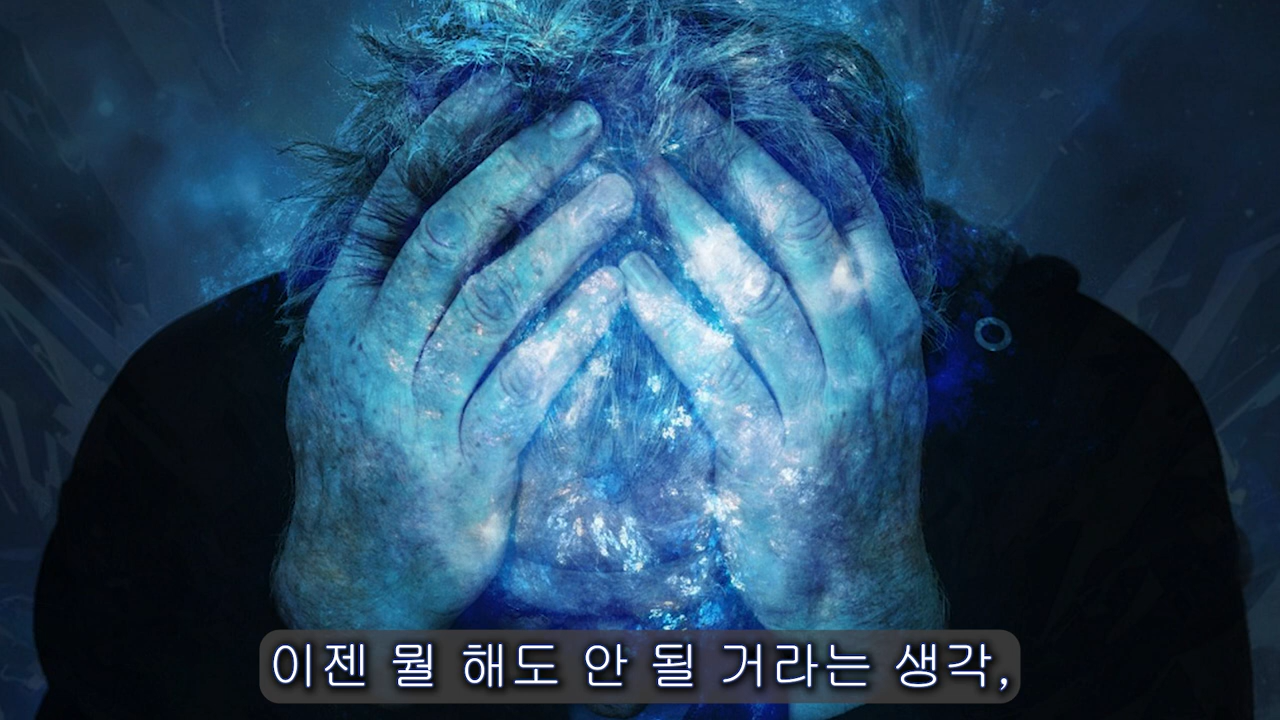 이젠 뭘 해도 안 될 거라는 생각,